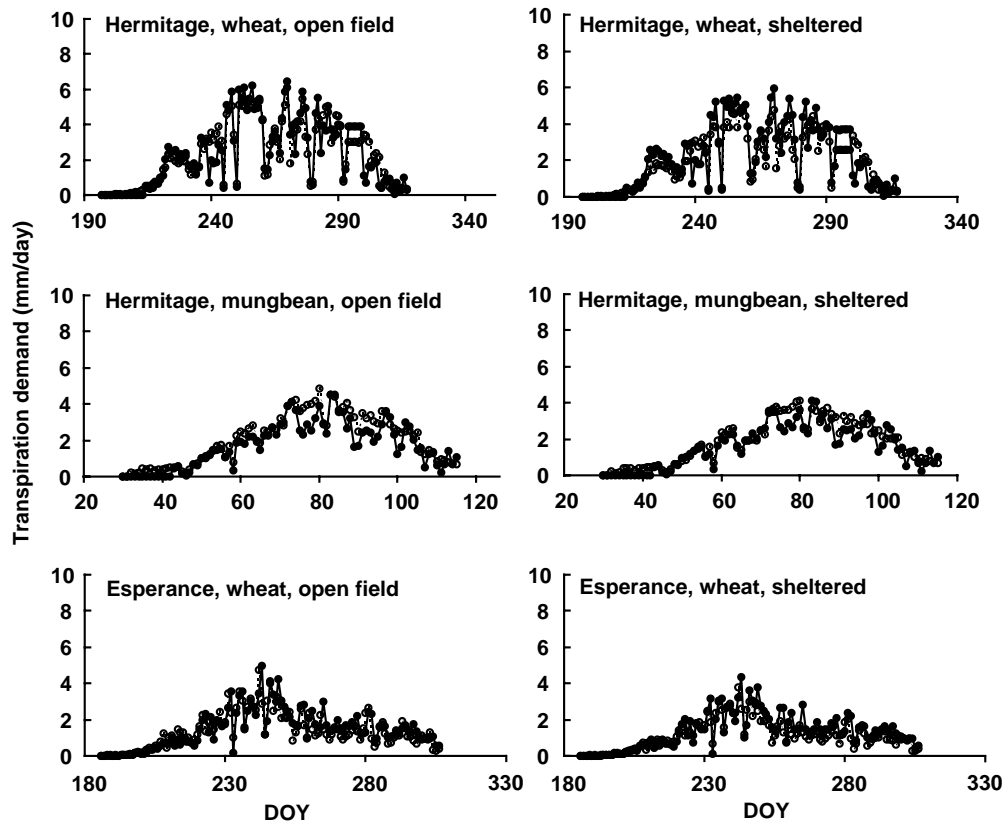 Transpiration demand (mm/day)
Hermitage, wheat, open field
10
8
6
4
2
0
190 240 290 340
Hermitage, wheat, sheltered
10
8
6
4
2
0
190 240 290 340
Hermitage, mungbean, open field
10
8
6
4
2
0
20 40 60 80 100 120
Hermitage, mungbean, sheltered
10
8
6
4
2
0
20 40 60 80 100 120
Esperance, wheat, open field
10
8
6
4
2
0
180 230 280 330
DOY
Esperance, wheat, sheltered
10
8
6
4
2
0
180 230 280 330
DOY